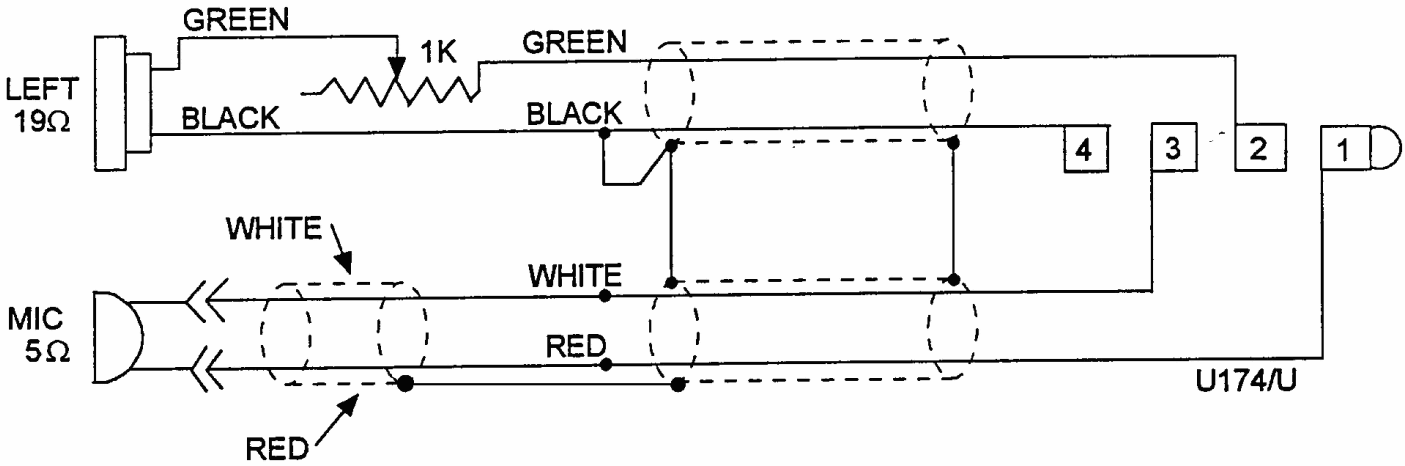 GREEN
1K
GREEN
LEFT
19Ω
BLACK
BLACK
4
3
2
1
WHITE
WHITE
MIC
5Ω
RED
U174/U
RED